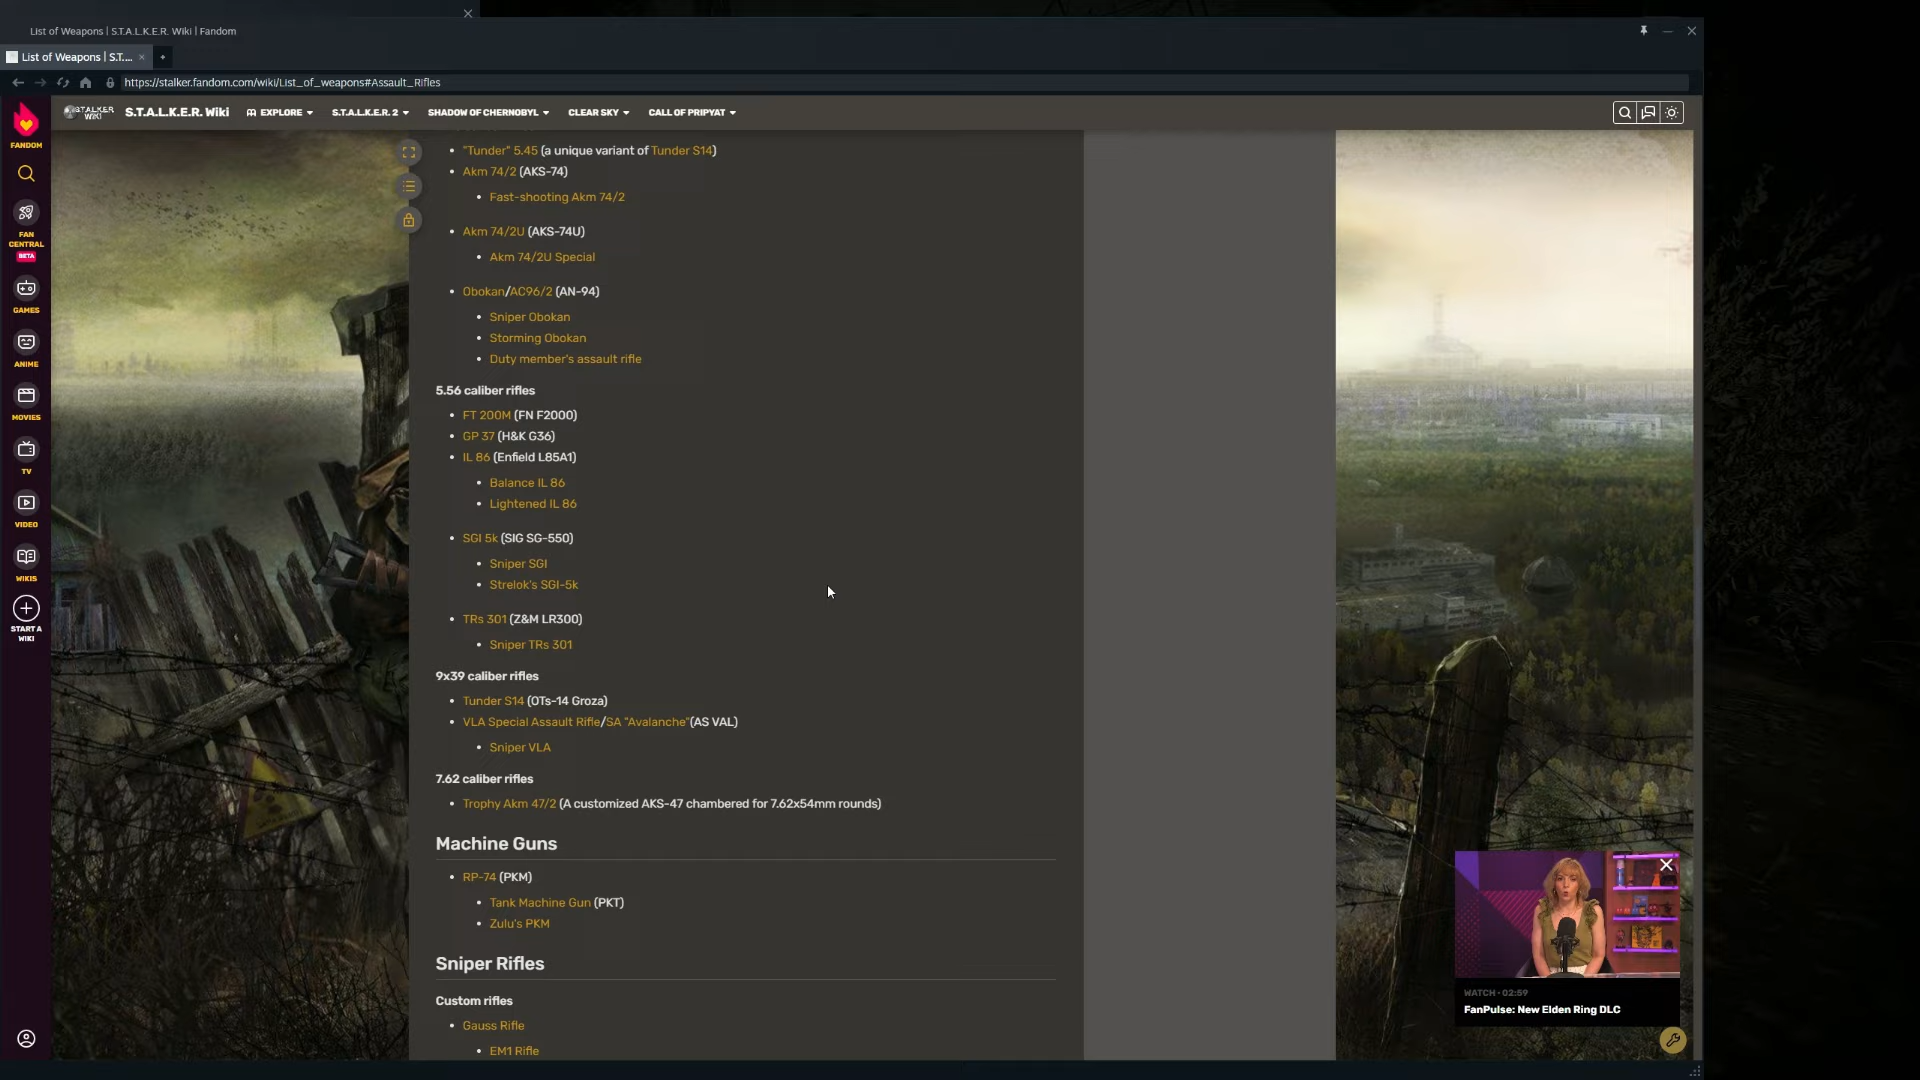 List of Weapons | S.T.A.L.K.E.R. Wiki | Fandom
List of Weapons | S.T....
https://stalker.fandom.com/wiki/List_of_weapons#Assault_Rifles
STALKER WIKI
S.T.A.L.K.E.R. Wiki
EXPLORE
S.T.A.L.K.E.R. 2
SHADOW OF CHERNOBYL
CLEAR SKY
CALL OF PRIPYAT
FANDOM
FAN CENTRAL
BETA
GAMES
ANIME
MOVIES
TV
VIDEO
WIKIS
START A WIKI
"Tunder" 5.45 (a unique variant of Tunder S14)
Akm 74/2 (AKS-74)
Fast-shooting Akm 74/2
Akm 74/2U (AKS-74U)
Akm 74/2U Special
Obokan/AC96/2 (AN-94)
Sniper Obokan
Storming Obokan
Duty member's assault rifle
5.56 caliber rifles
FT 200M (FN F2000)
GP 37 (H&K G36)
IL 86 (Enfield L85A1)
Balance IL 86
Lightened IL 86
SGI 5k (SIG SG-550)
Sniper SGI
Strelok's SGI-5k
TRs 301 (Z&M LR300)
Sniper TRs 301
9x39 caliber rifles
Tunder S14 (OTs-14 Groza)
VLA Special Assault Rifle/SA "Avalanche"(AS VAL)
Sniper VLA
7.62 caliber rifles
Trophy Akm 47/2 (A customized AKS-47 chambered for 7.62x54mm rounds)
Machine Guns
RP-74 (PKM)
Tank Machine Gun (PKT)
Zulu's PKM
Sniper Rifles
Custom rifles
Gauss Rifle
EM1 Rifle
WATCH • 02:59
FanPulse: New Elden Ring DLC